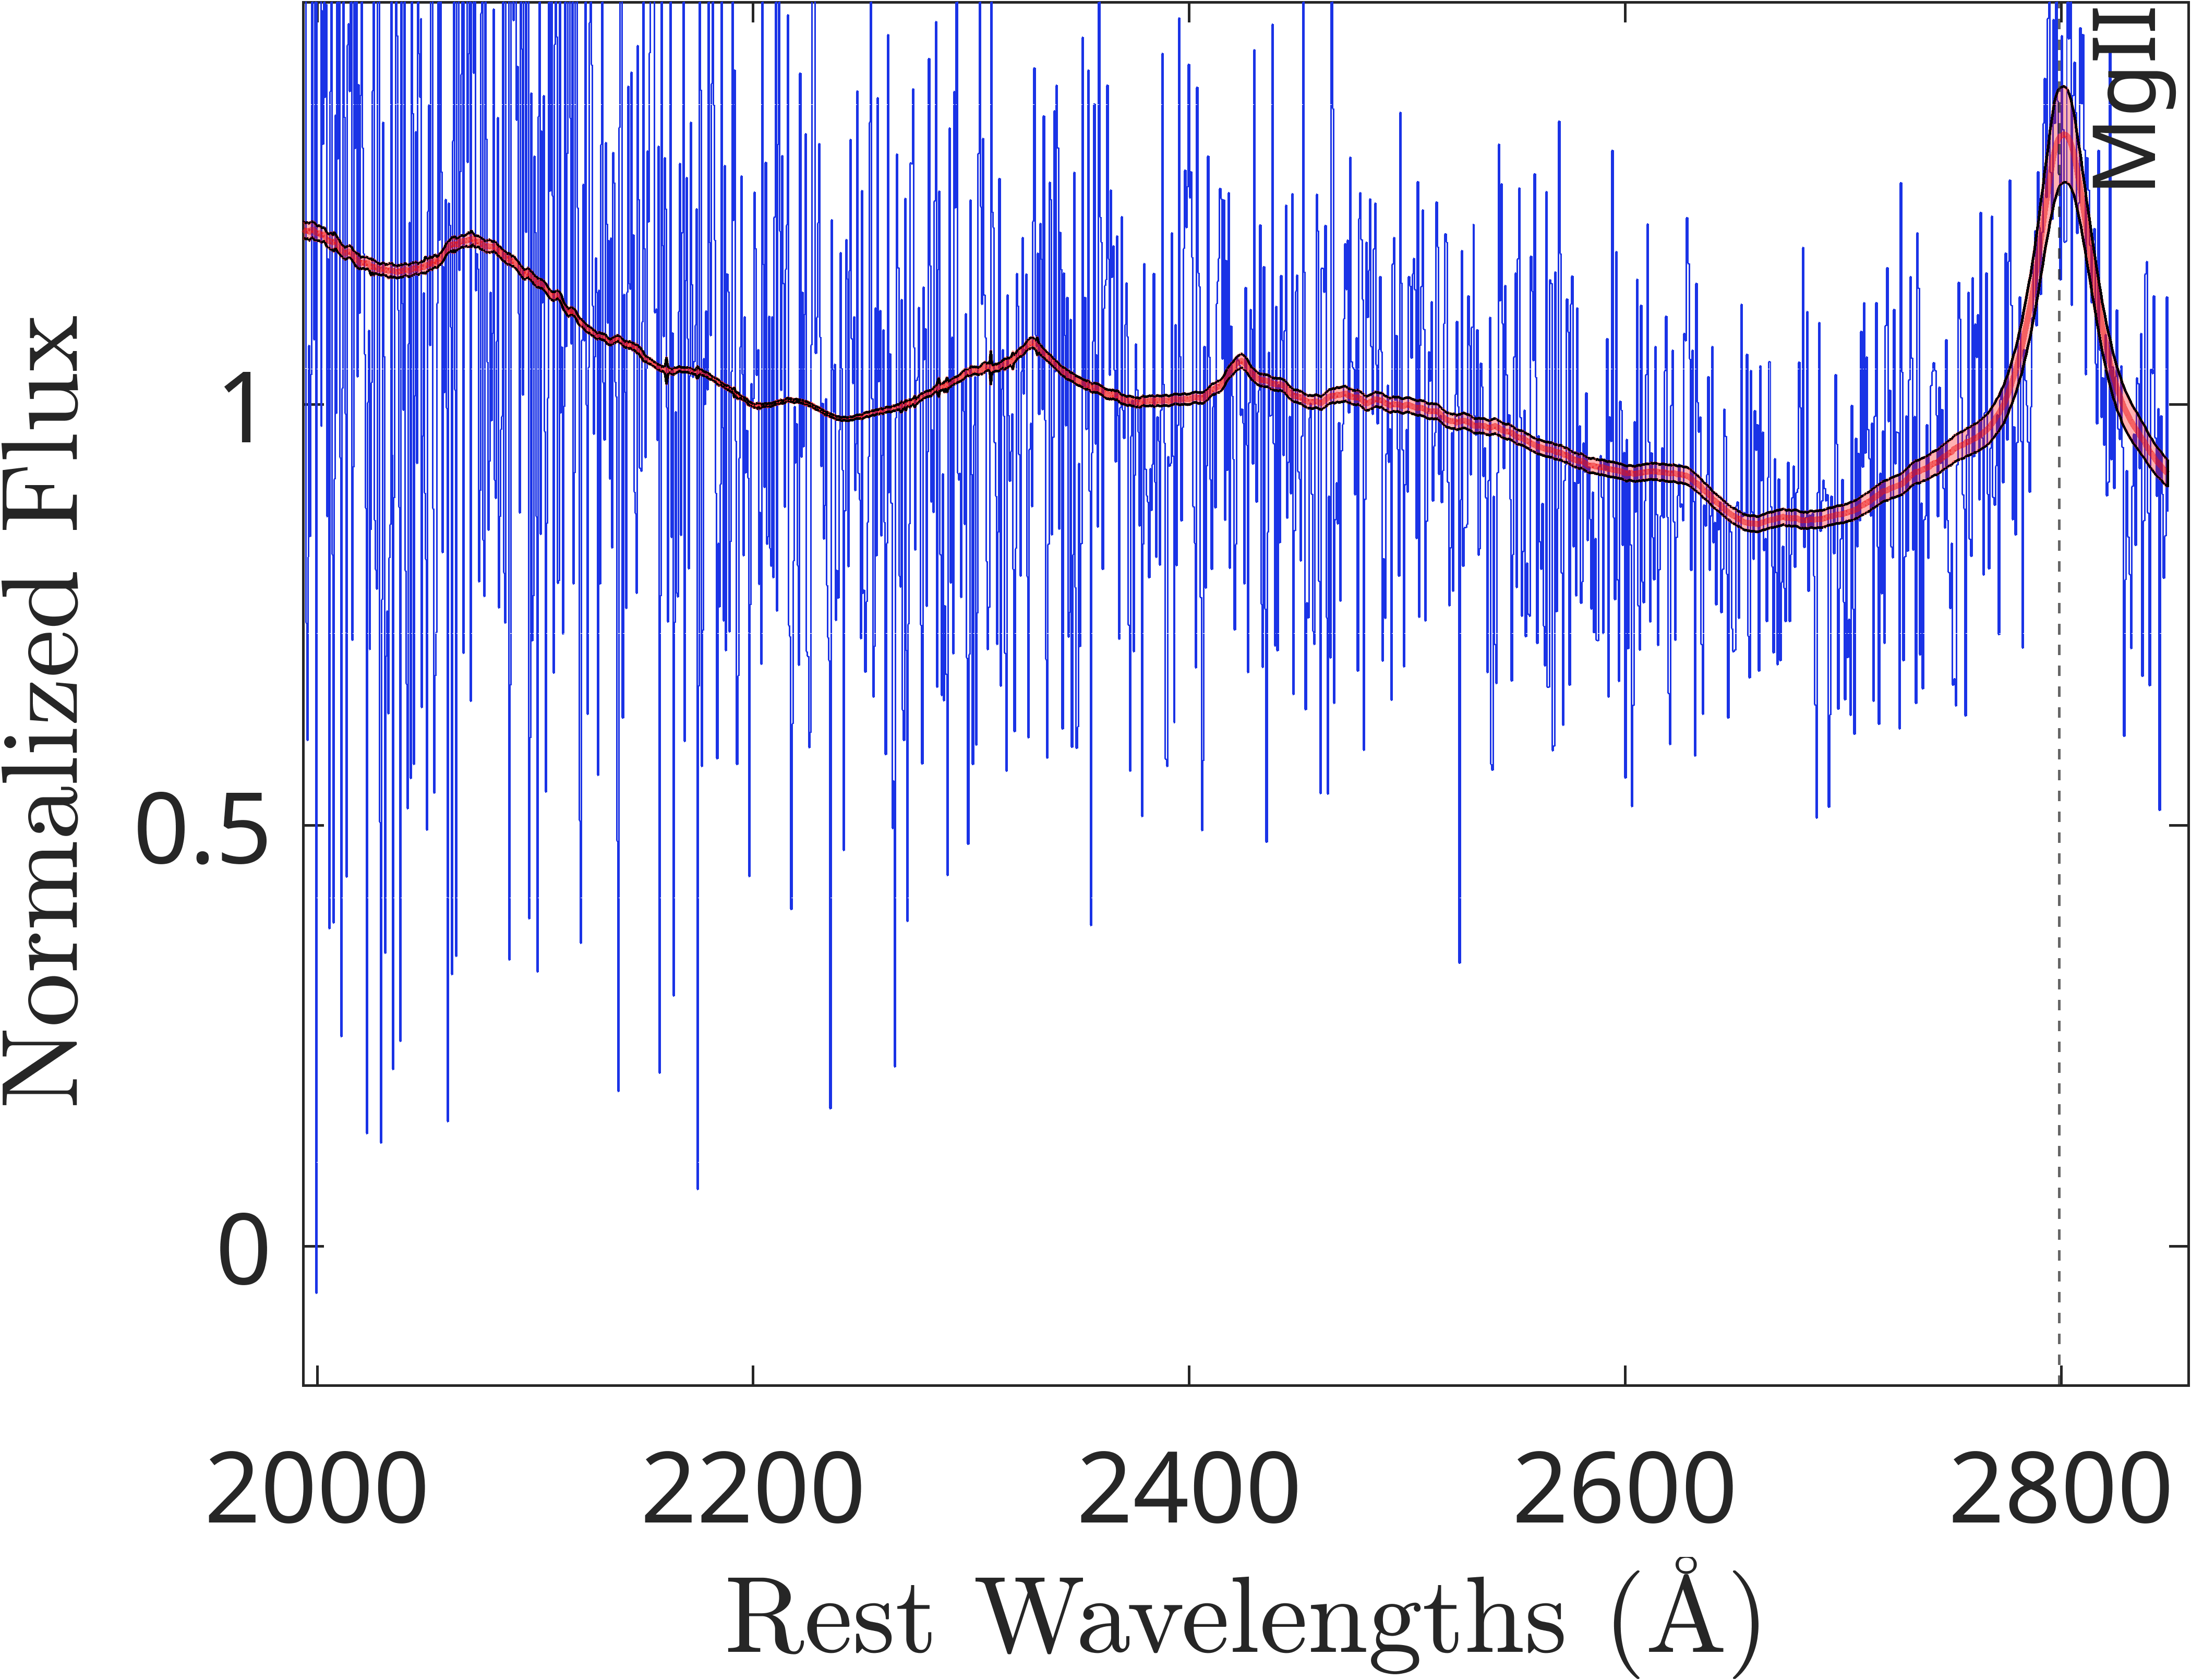 MgII
Normalized Flux
1
0.5
0
2000 2200 2400 2600 2800
Rest Wavelengths (Å)